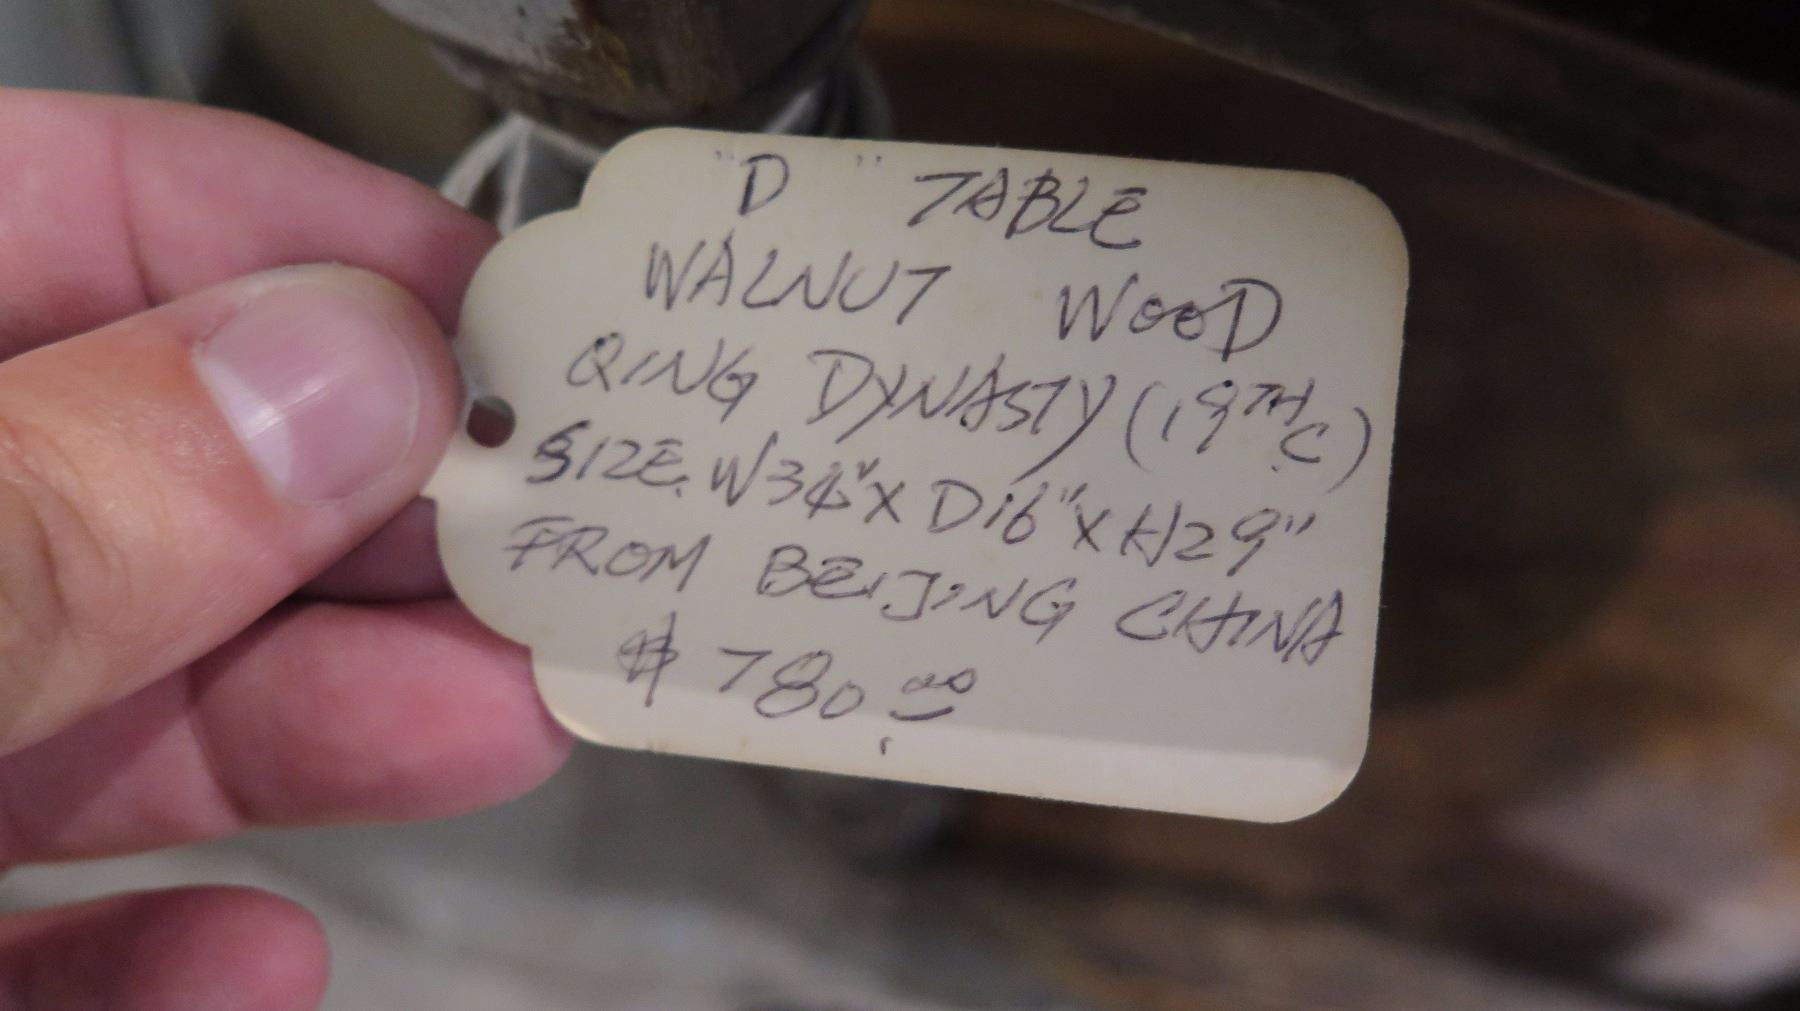 "D" TABLE
WALNUT WOOD
QING DYNASTY (19TH C)
SIZE. W34" X D16" X H29"
FROM BEIJING CHINA
$780.00